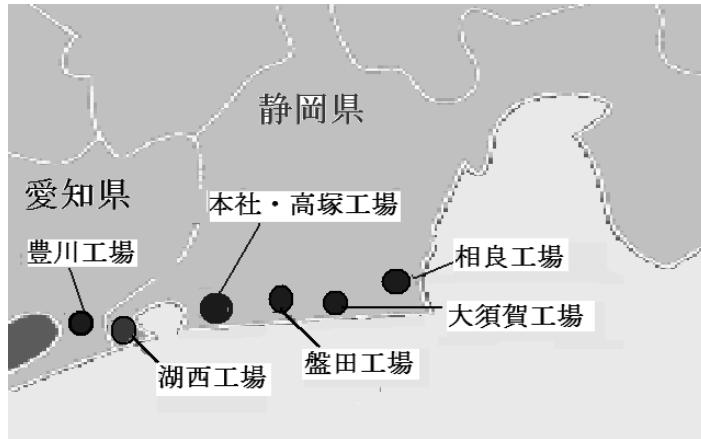 静岡県
愛知県
本社・高塚工場
豊川工場
相良工場
大須賀工場
湖西工場
盤田工場